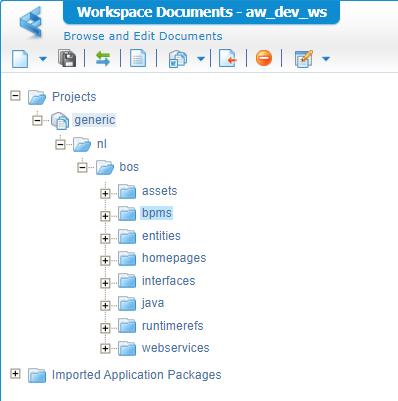 Workspace Documents - aw_dev_ws
Browse and Edit Documents
Projects
generic
nl
bos
assets
bpms
entities
homepages
interfaces
java
runtimerefs
webservices
Imported Application Packages